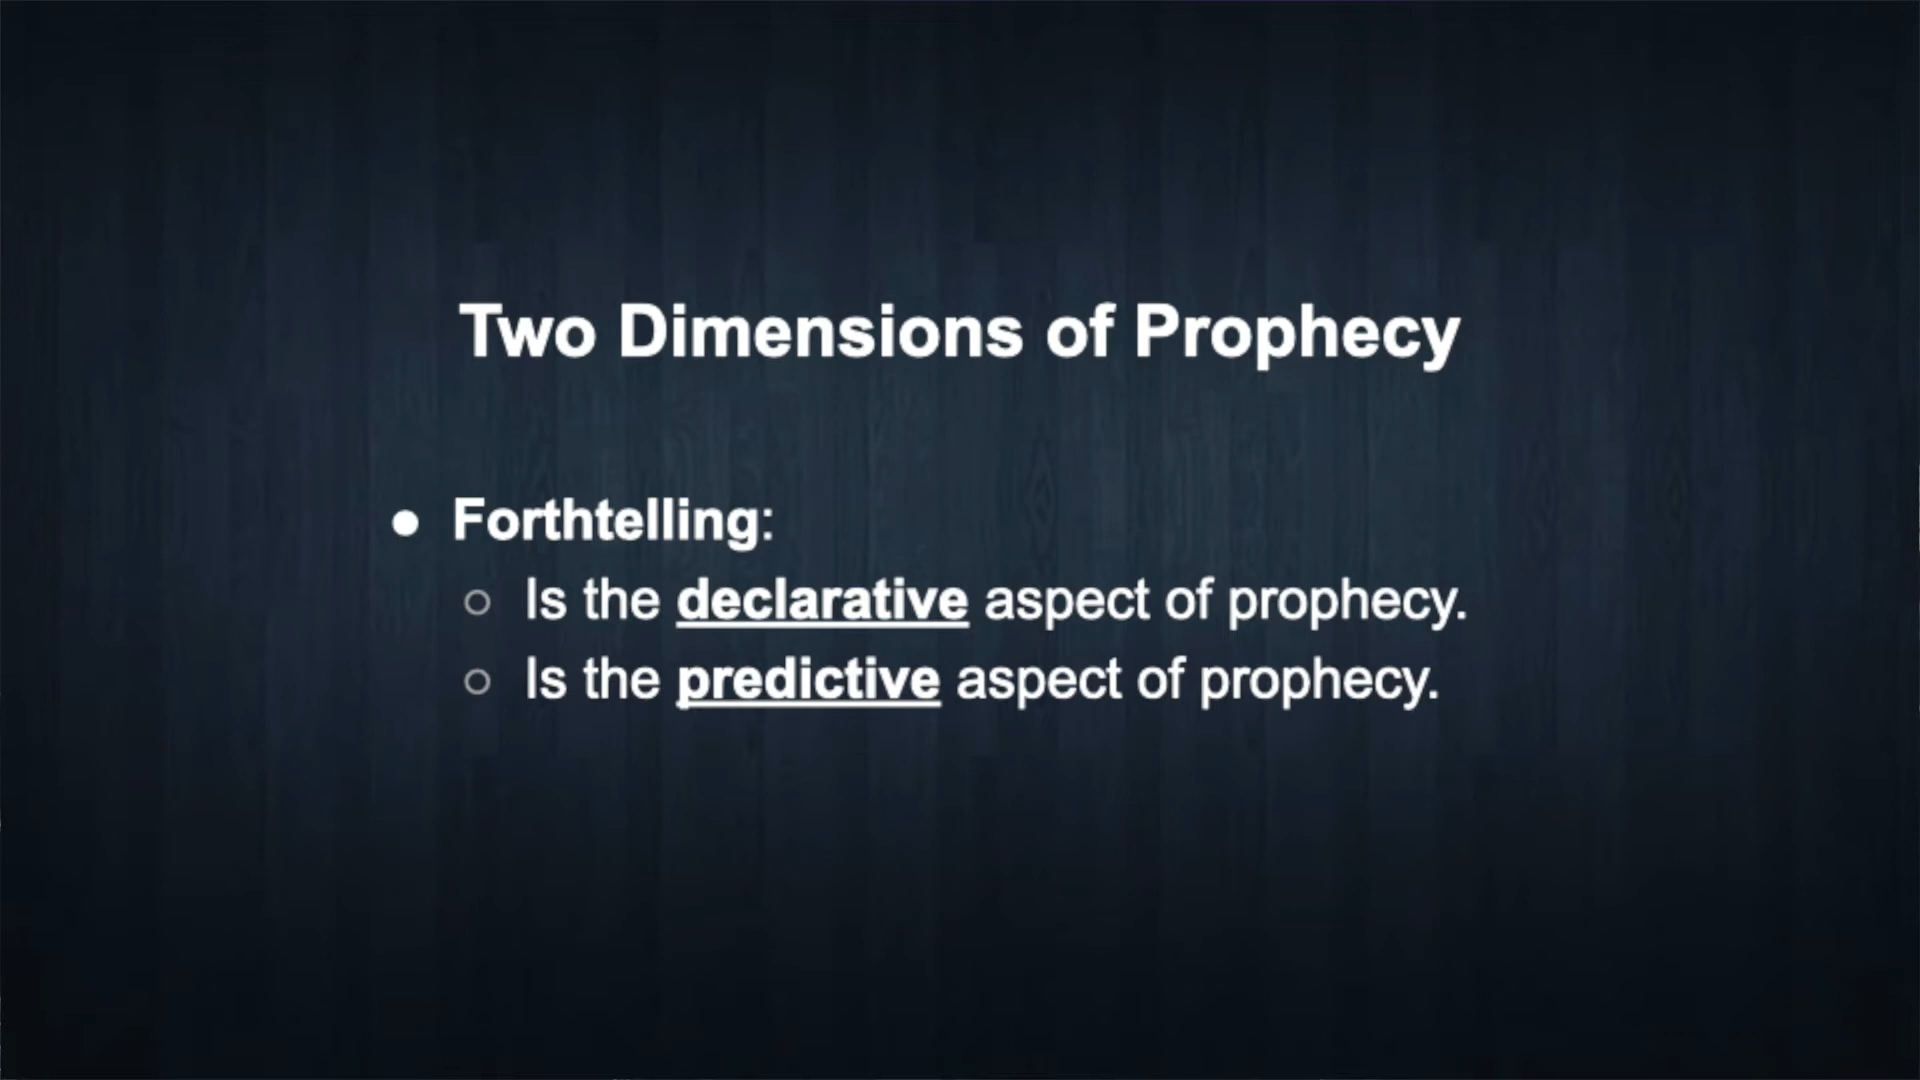 Two Dimensions of Prophecy
● Forthtelling:
○ Is the declarative aspect of prophecy.
○ Is the predictive aspect of prophecy.